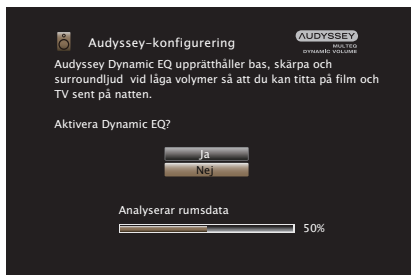 Audyssey-konfigurering
AUDYSSEY
MULTEQ
DYNAMIC VOLUME
Audyssey Dynamic EQ upprätthåller bas, skärpa och
surroundljud vid låga volymer så att du kan titta på film och
TV sent på natten.
Aktivera Dynamic EQ?
Ja
Nej
Analyserar rumsdata
50%